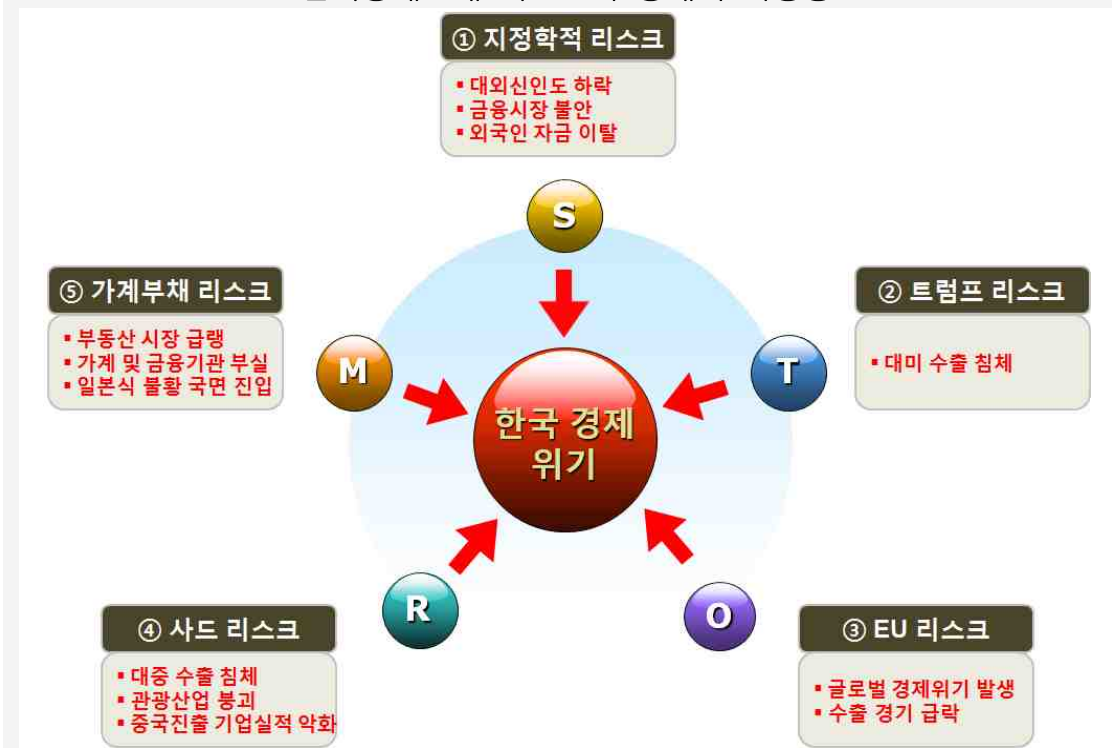 ① 지정학적 리스크
▪ 대외신인도 하락
▪ 금융시장 불안
▪ 외국인 자금 이탈
S
② 트럼프 리스크
▪ 대미 수출 침체
T
③ EU 리스크
▪ 글로벌 경제위기 발생
▪ 수출 경기 급락
O
④ 사드 리스크
▪ 대중 수출 침체
▪ 관광산업 붕괴
▪ 중국진출 기업실적 악화
R
⑤ 가계부채 리스크
▪ 부동산 시장 급랭
▪ 가계 및 금융기관 부실
▪ 일본식 불황 국면 진입
M
한국 경제
위기